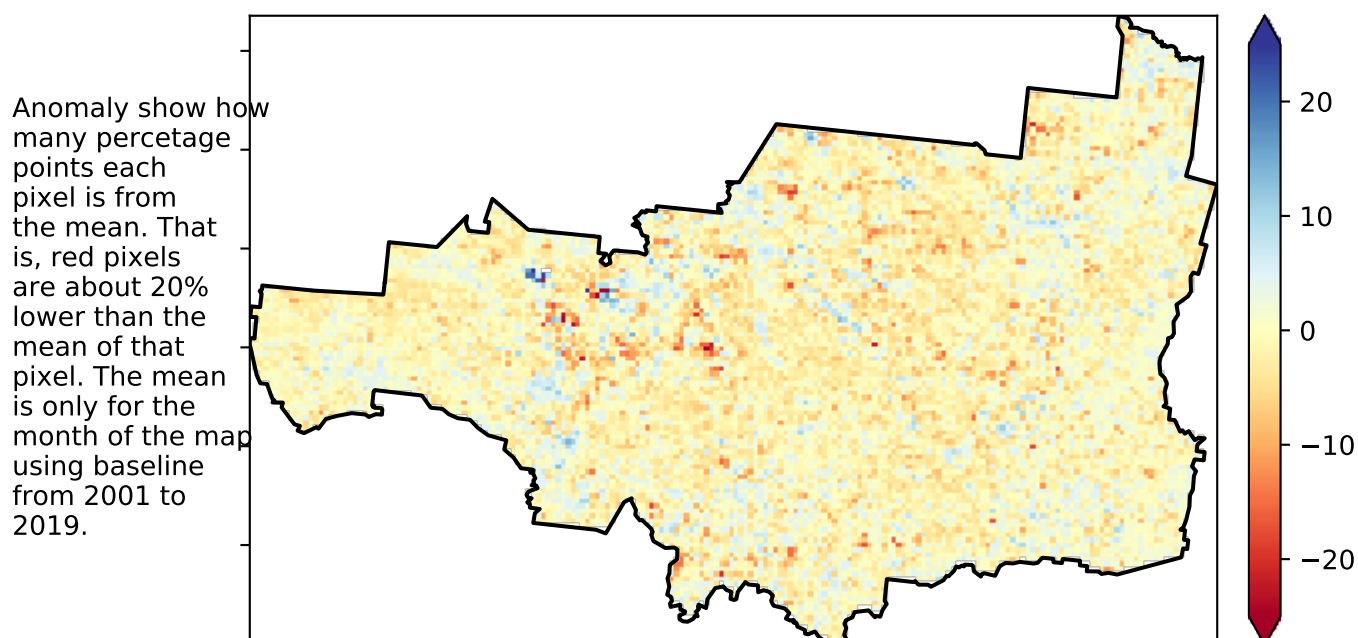 Anomaly show how
many percetage
points each
pixel is from
the mean. That
is, red pixels
are about 20%
lower than the
mean of that
pixel. The mean
is only for the
month of the map
using baseline
from 2001 to
2019.
20
10
0
−10
−20